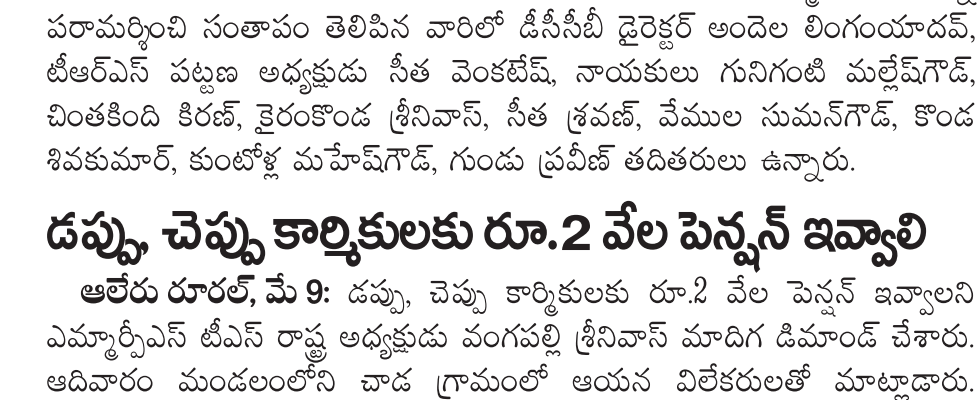 పరామర్శించి సంతాపం తెలిపిన వారిలో డీసీసీబీ డైరెక్టర్ అందెల లింగంయాదవ్,
టీఆర్ఎస్ పట్టణ అధ్యక్షుడు సీత వెంకటేష్, నాయకులు గునిగంటి మల్లేష్‌గౌడ్,
చింతకింది కిరణ్, కైరంకొండ శ్రీనివాస్, సీత శ్రవణ్, వేముల సుమన్‌గౌడ్, కొండ
శివకుమార్, కుంటోళ్ల మహేష్‌గౌడ్, గుండు ప్రవీణ్ తదితరులు ఉన్నారు.
డప్పు, చెప్పు కార్మికులకు రూ.2 వేల పెన్షన్ ఇవ్వాలి
ఆలేరు రూరల్, మే 9: డప్పు, చెప్పు కార్మికులకు రూ.2 వేల పెన్షన్ ఇవ్వాలని
ఎమ్మార్పీఎస్ టీఎస్ రాష్ట్ర అధ్యక్షుడు వంగపల్లి శ్రీనివాస్ మాదిగ డిమాండ్ చేశారు.
ఆదివారం మండలంలోని చాడ గ్రామంలో ఆయన విలేకరులతో మాట్లాడారు.